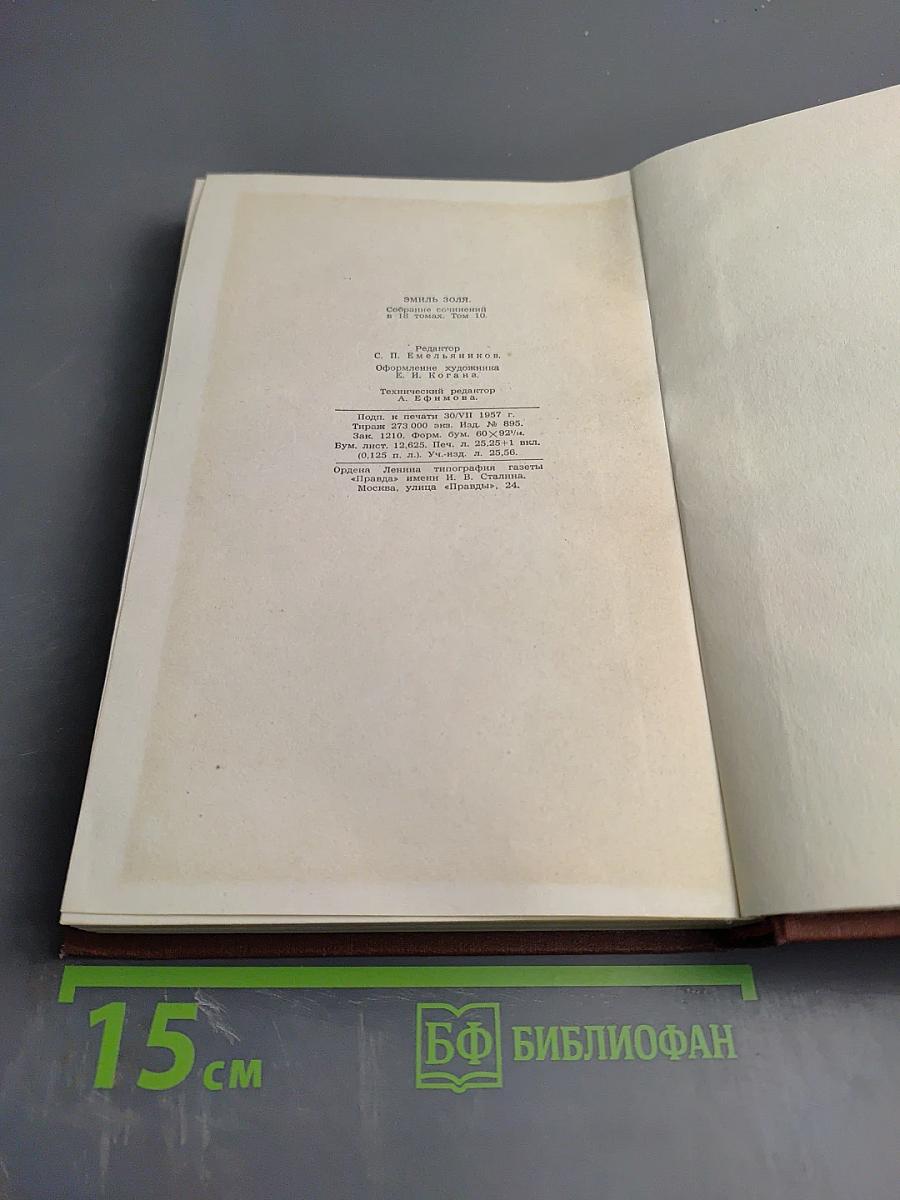 ЭМИЛЬ ЗОЛЯ.
Собрание сочинений
в 18 томах. Том 10.
Редактор
С. П. Емельяников.
Оформление художника
Е. И. Когана.
Технический редактор
А. Ефимова.
Подп. к печати 30/VII 1957 г.
Тираж 273 000 экз. Изд. № 895.
Зак. 1210. Форм. бум. 60×92¹/₁₆.
Бум. лист. 12,625. Печ. л. 25,25+1 вкл.
(0,125 п. л.). Уч.-изд. л. 25,56.
Ордена Ленина типография газеты
«Правда» имени И. В. Сталина.
Москва, улица «Правды», 24.
15 см
БФ БИБЛИОФАН